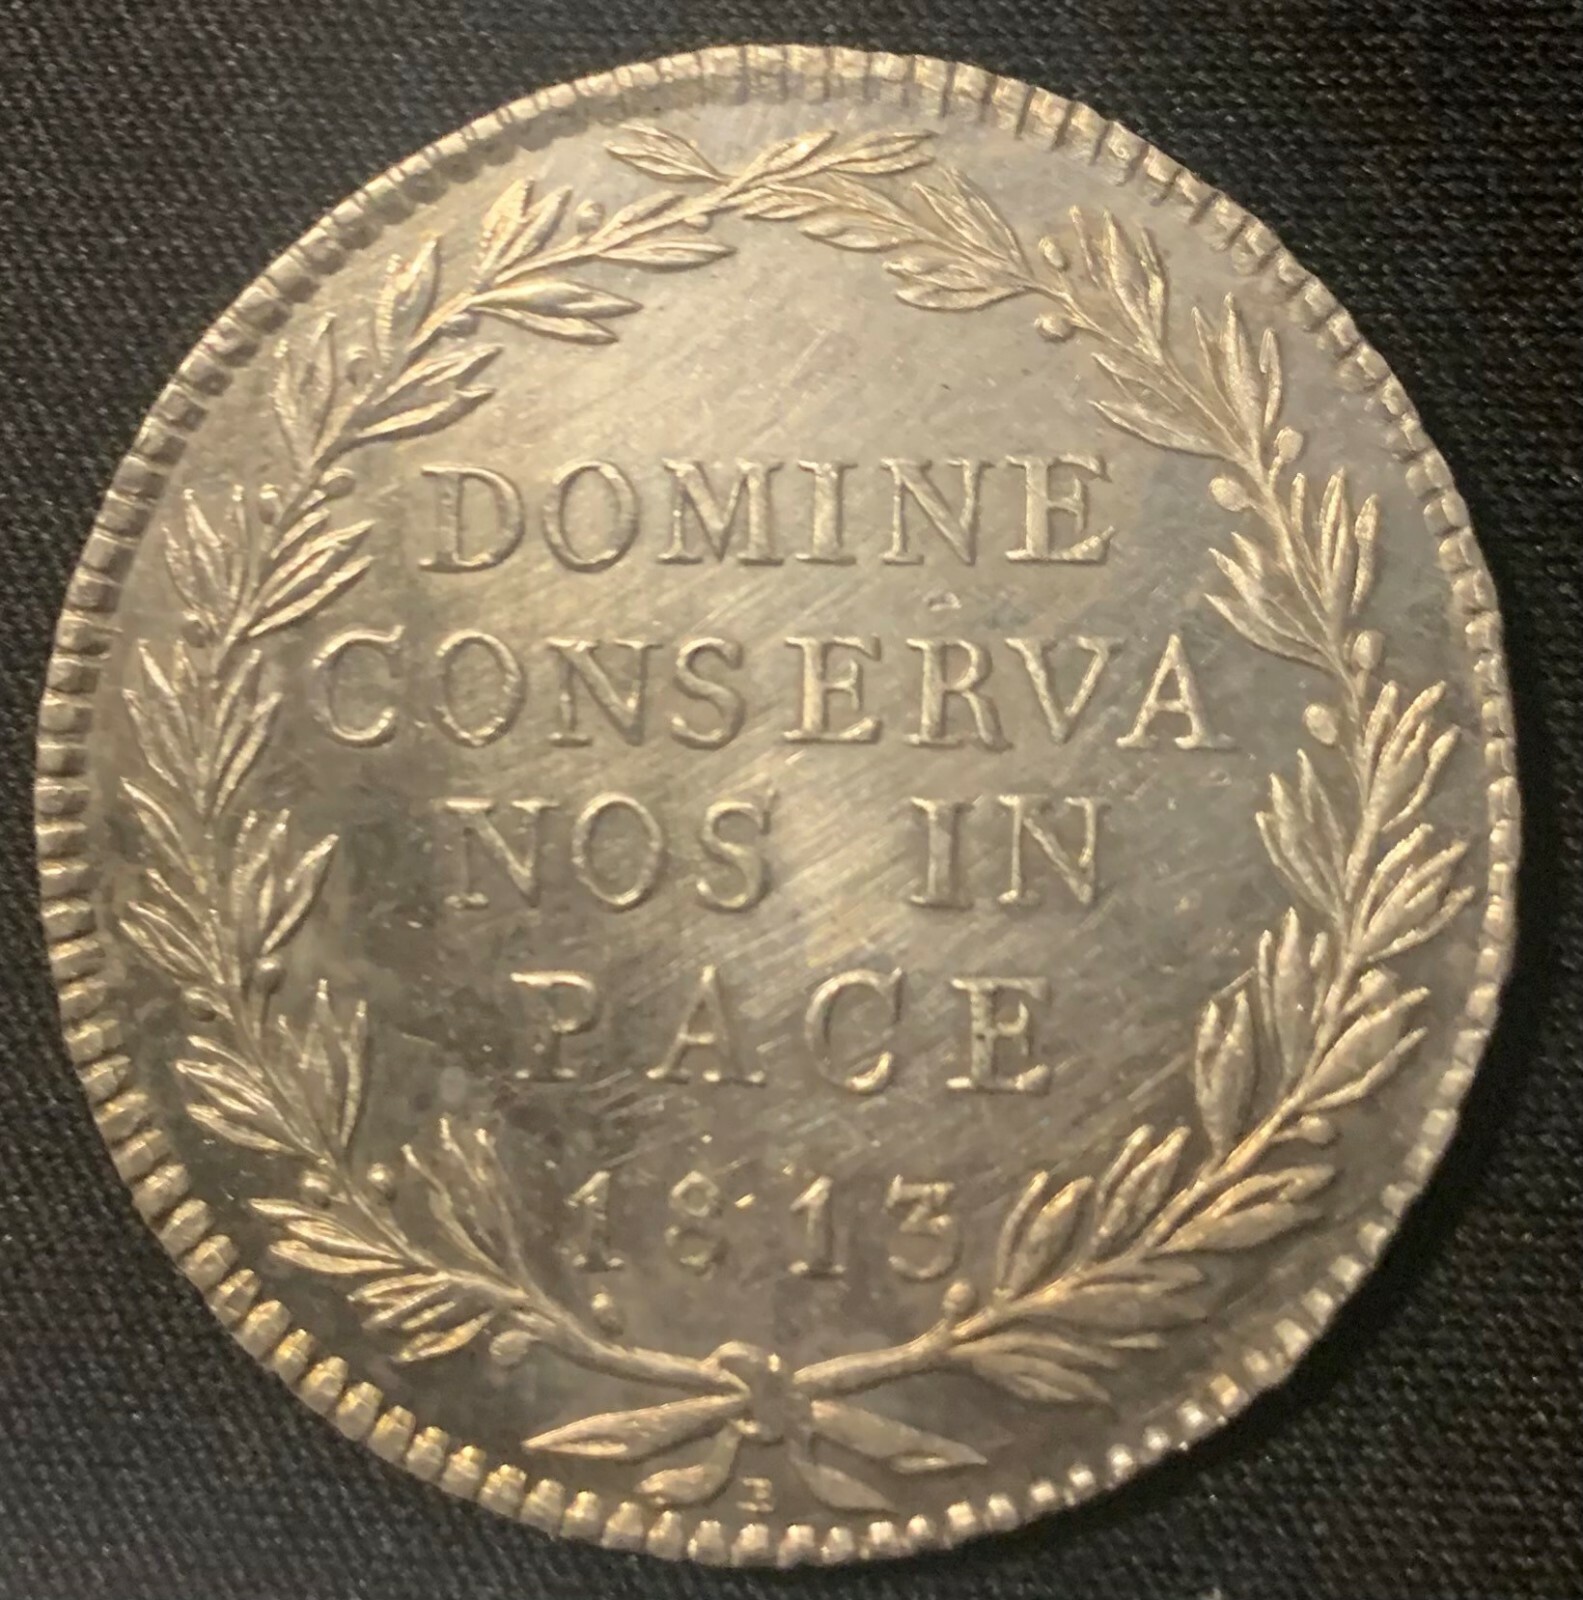 DOMINE
CONSERVA
NOS IN
PACE
1813
B